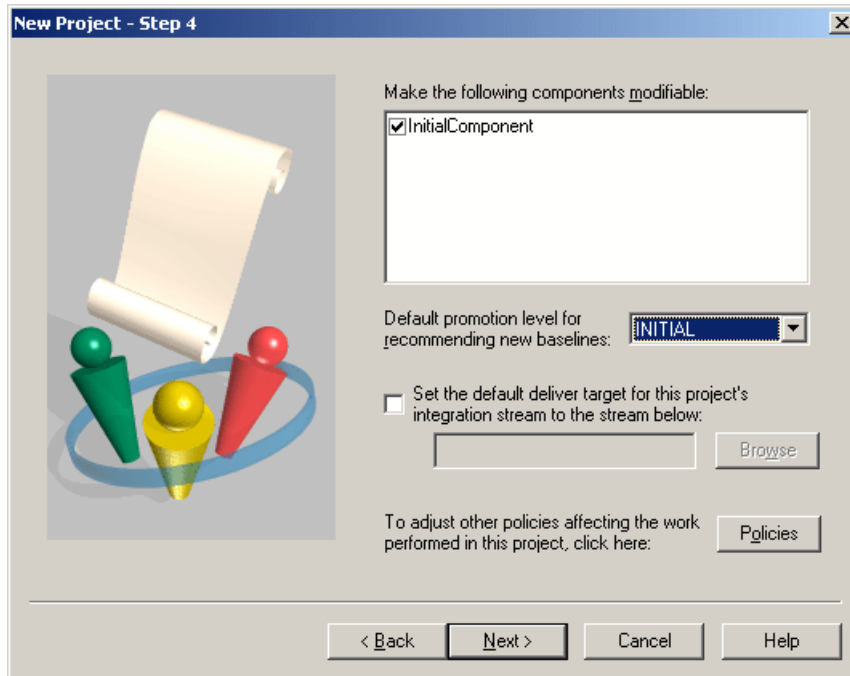 New Project - Step 4
Make the following components modifiable:
InitialComponent
Default promotion level for
recommending new baselines:
INITIAL
Set the default deliver target for this project's
integration stream to the stream below:
Browse
To adjust other policies affecting the work
performed in this project, click here:
Policies
< Back
Next >
Cancel
Help